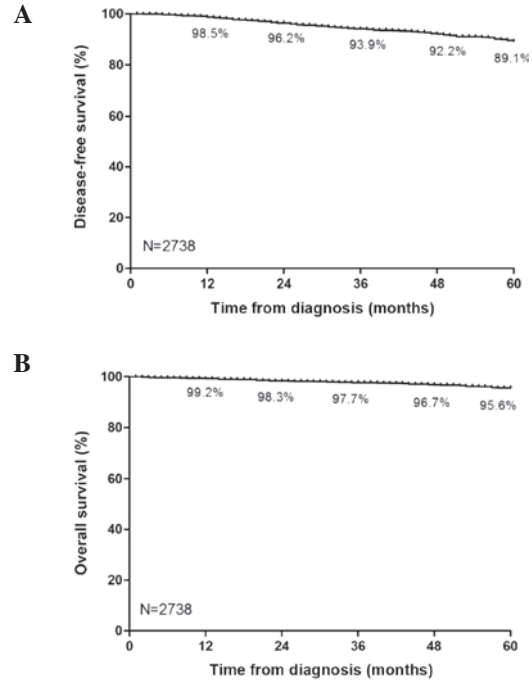 A
100
98.5%
96.2%
93.9%
92.2%
89.1%
80
60
40
20
0
Disease-free survival (%)
N=2738
0 12 24 36 48 60
Time from diagnosis (months)
B
100
99.2%
98.3%
97.7%
96.7%
95.6%
80
60
40
20
0
Overall survival (%)
N=2738
0 12 24 36 48 60
Time from diagnosis (months)